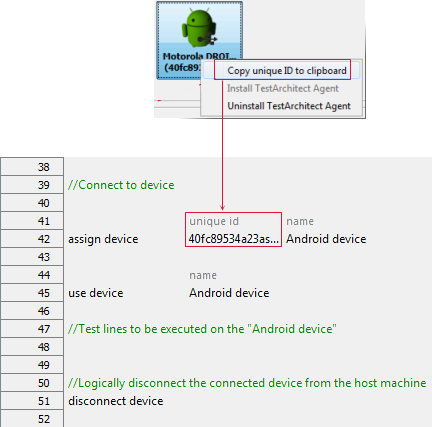 Motorola DROI...
(40fc89
Copy unique ID to clipboard
Install TestArchitect Agent
Uninstall TestArchitect Agent
38
39 //Connect to device
40
41 unique id name
42 assign device 40fc89534a23as... Android device
43
44 name
45 use device Android device
46
47 //Test lines to be executed on the "Android device"
48
49
50 //Logically disconnect the connected device from the host machine
51 disconnect device
52